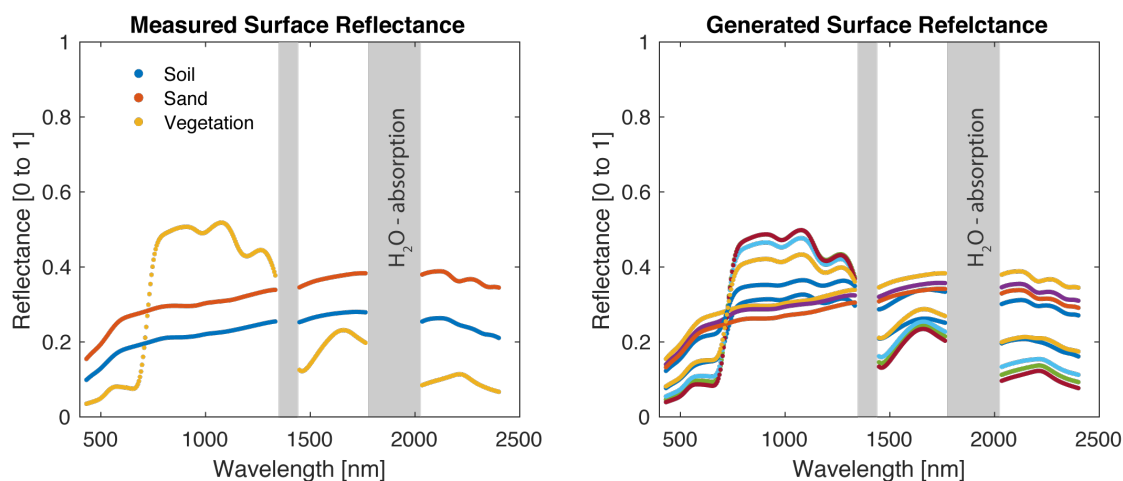 Measured Surface Reflectance
Reflectance [0 to 1]
1
0.8
0.6
0.4
0.2
0
Soil
Sand
Vegetation
H2O - absorption
500 1000 1500 2000 2500
Wavelength [nm]
Generated Surface Refelctance
Reflectance [0 to 1]
1
0.8
0.6
0.4
0.2
0
H2O - absorption
500 1000 1500 2000 2500
Wavelength [nm]